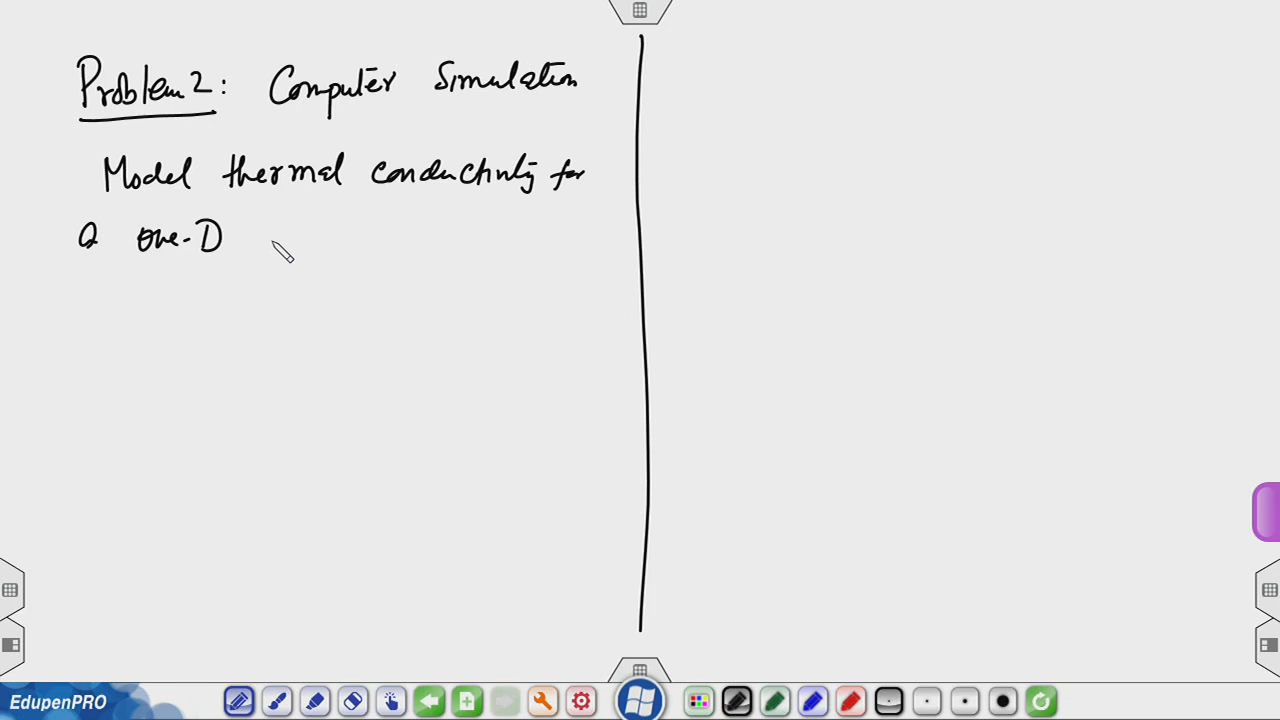 Problem 2: Computer Simulation
Model thermal conductivity for
a one-D
EdupenPRO